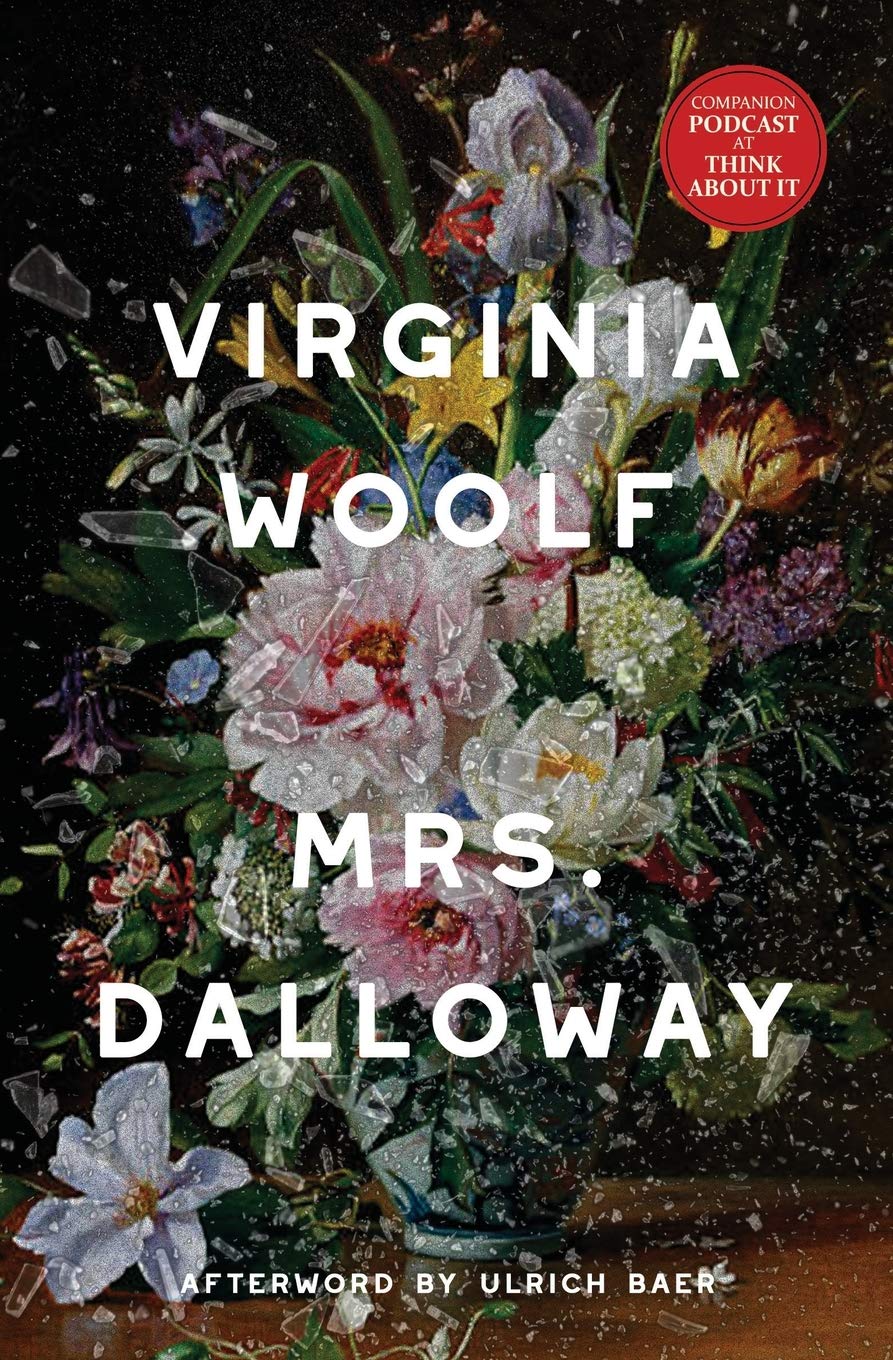 COMPANION
PODCAST
AT
THINK
ABOUT IT
VIRGINIA
WOOLF
MRS.
DALLOWAY
AFTERWORD BY ULRICH BAER